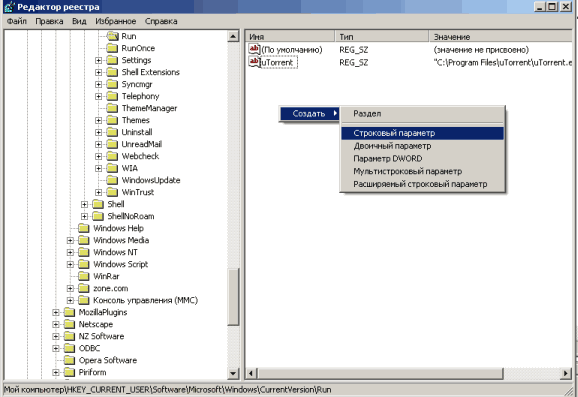 Редактор реестра
Файл Правка Вид Избранное Справка
Run
RunOnce
Settings
Shell Extensions
Syncmgr
Telephony
ThemeManager
Themes
Uninstall
UnreadMail
Webcheck
WIA
WindowsUpdate
WinTrust
Shell
ShellNoRoam
Windows Help
Windows Media
Windows NT
Windows Script
WinRar
zone.com
Консоль управления (MMC)
MozillaPlugins
Netscape
NZ Software
ODBC
Opera Software
Piriform
Имя Тип Значение
(По умолчанию) REG_SZ (значение не присвоено)
uTorrent REG_SZ "C:\Program Files\uTorrent\uTorrent.e
Создать
Раздел
Строковый параметр
Двоичный параметр
Параметр DWORD
Мультистроковый параметр
Расширяемый строковый параметр
Мой компьютер\HKEY_CURRENT_USER\Software\Microsoft\Windows\CurrentVersion\Run